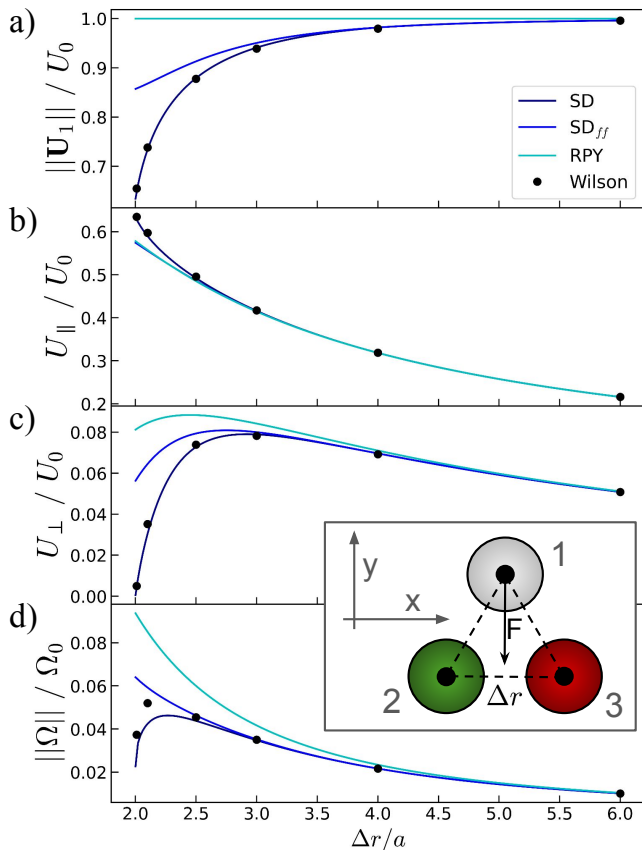 a)
||U₁|| / U₀
1.0
0.9
0.8
0.7
SD
SD_ff
RPY
Wilson
b)
U_∥ / U₀
0.6
0.5
0.4
0.3
0.2
c)
U_⊥ / U₀
0.08
0.06
0.04
0.02
0.00
y
x
1
F
2
Δr
3
d)
||Ω|| / Ω₀
0.08
0.06
0.04
0.02
2.0 2.5 3.0 3.5 4.0 4.5 5.0 5.5 6.0
Δr/a